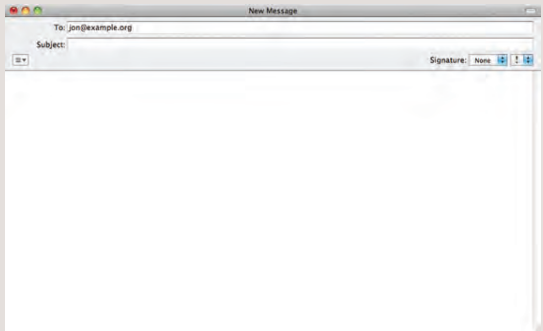 New Message
To: jon@example.org
Subject:
Signature: None !